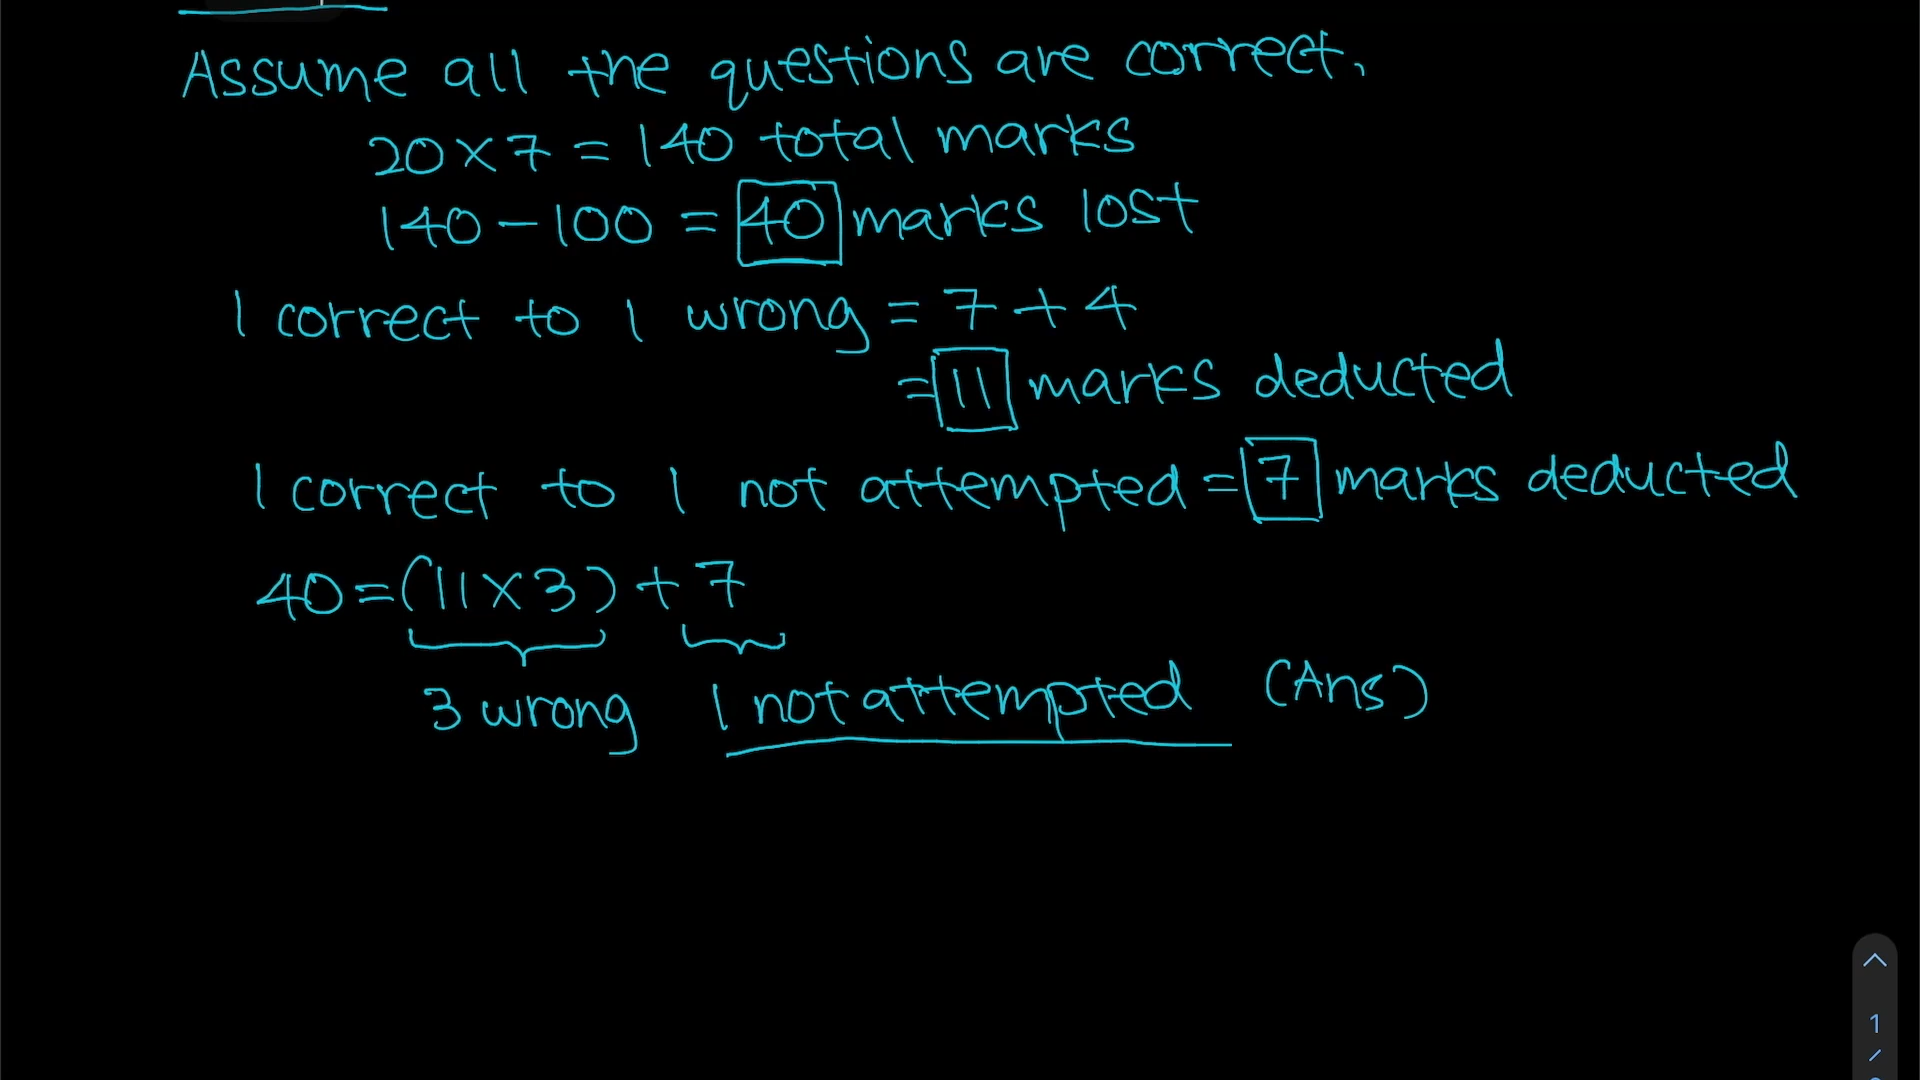 Assume all the questions are correct.
20 × 7 = 140 total marks
140 - 100 = 40 marks lost
1 correct to 1 wrong = 7 + 4
= 11 marks deducted
1 correct to 1 not attempted = 7 marks deducted
40 = (11 × 3) + 7
3 wrong 1 not attempted (Ans)
1
/